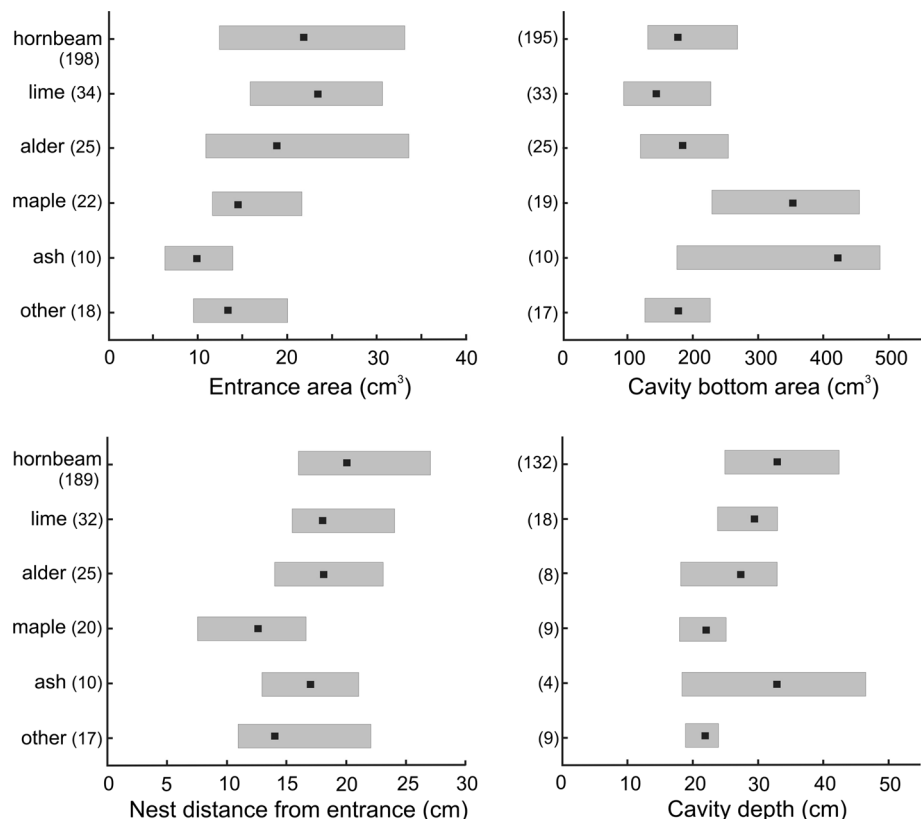 hornbeam
(198)
lime (34)
alder (25)
maple (22)
ash (10)
other (18)
0 10 20 30 40
Entrance area (cm³)
(195)
(33)
(25)
(19)
(10)
(17)
0 100 200 300 400 500
Cavity bottom area (cm³)
hornbeam
(189)
lime (32)
alder (25)
maple (20)
ash (10)
other (17)
0 5 10 15 20 25 30
Nest distance from entrance (cm)
(132)
(18)
(8)
(9)
(4)
(9)
0 10 20 30 40 50
Cavity depth (cm)